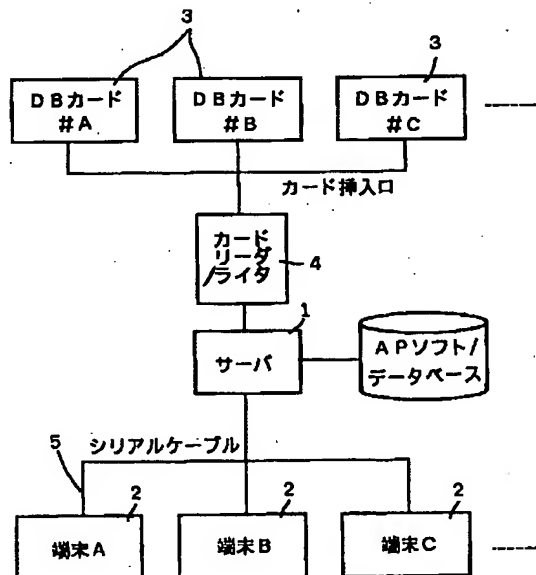 3
3
DBカード
#A
DBカード
#B
DBカード
#C
カード挿入口
カード
リーダ
/ライタ
4
1
サーバ
APソフト/
データベース
シリアルケーブル
5
2
2
2
端末A
端末B
端末C